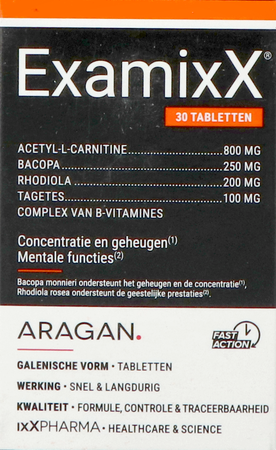 ExamixX®
30 TABLETTEN
ACETYL-L-CARNITINE....................800 MG
BACOPA.........................................250 MG
RHODIOLA....................................200 MG
TAGETES.......................................100 MG
COMPLEX VAN B-VITAMINES
Concentratie en geheugen(1)
Mentale functies(2)
Bacopa monnieri ondersteunt het geheugen en de concentratie(1),
Rhodiola rosea ondersteunt de geestelijke prestaties(2).
ARAGAN.
FAST
ACTION
GALENISCHE VORM • TABLETTEN
WERKING • SNEL & LANGDURIG
KWALITEIT • FORMULE, CONTROLE & TRACEERBAARHEID
IXXPHARMA • HEALTHCARE & SCIENCE